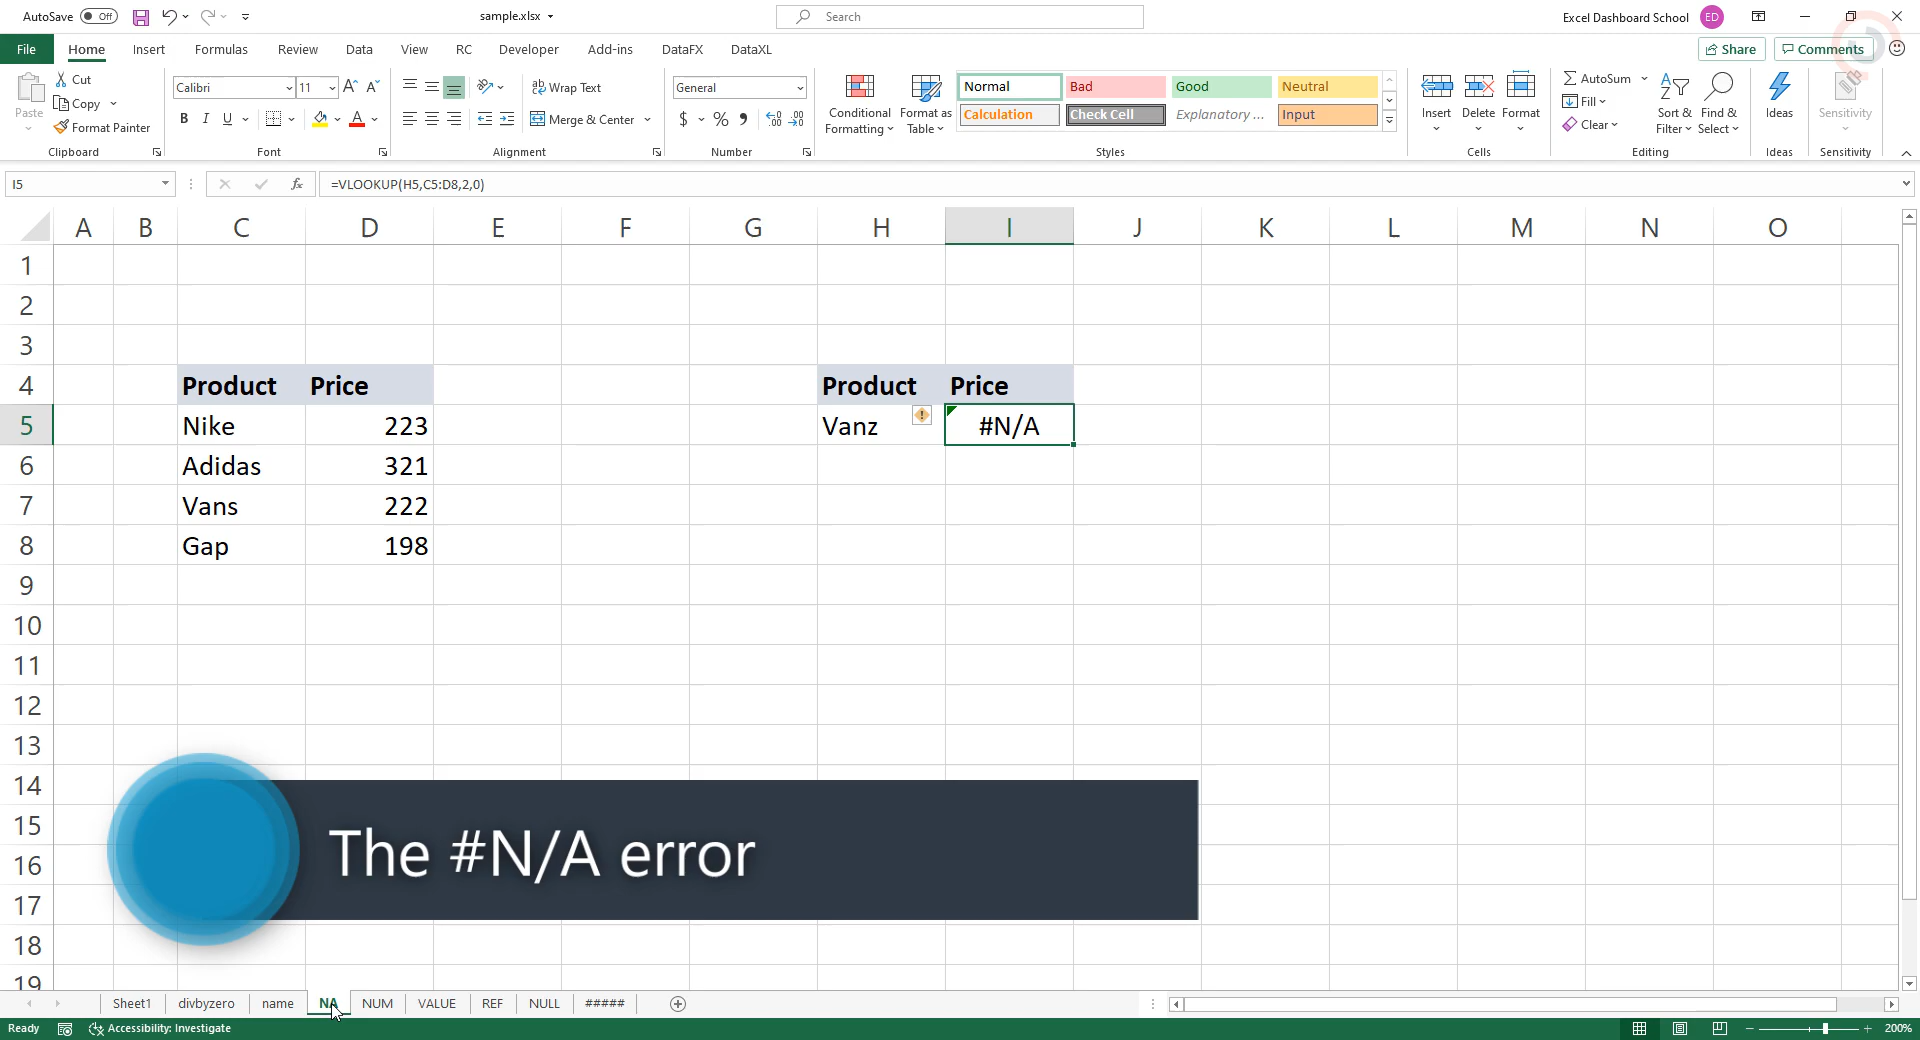 AutoSave Off sample.xlsx Search Excel Dashboard School ED
File Home Insert Formulas Review Data View RC Developer Add-ins DataFX DataXL Share Comments
Paste
Cut
Copy
Format Painter
Clipboard
Calibri 11
B I U
Font
Wrap Text
Merge & Center
Alignment
General
$ % 9
Number
Conditional Formatting
Format as Table
Normal Bad Good Neutral
Calculation Check Cell Explanatory ... Input
Styles
Insert Delete Format
Cells
AutoSum
Fill
Clear
Sort & Filter
Find & Select
Editing
Ideas
Ideas
Sensitivity
Sensitivity
I5 fx =VLOOKUP(H5,C5:D8,2,0)
A B C D E F G H I J K L M N O
1
2
3
4 Product Price Product Price
5 Nike 223 Vanz #N/A
6 Adidas 321
7 Vans 222
8 Gap 198
9
10
11
12
13
14
15
16
17
18
19
The #N/A error
Sheet1 divbyzero name NA NUM VALUE REF NULL #####
Ready Accessibility: Investigate 200%